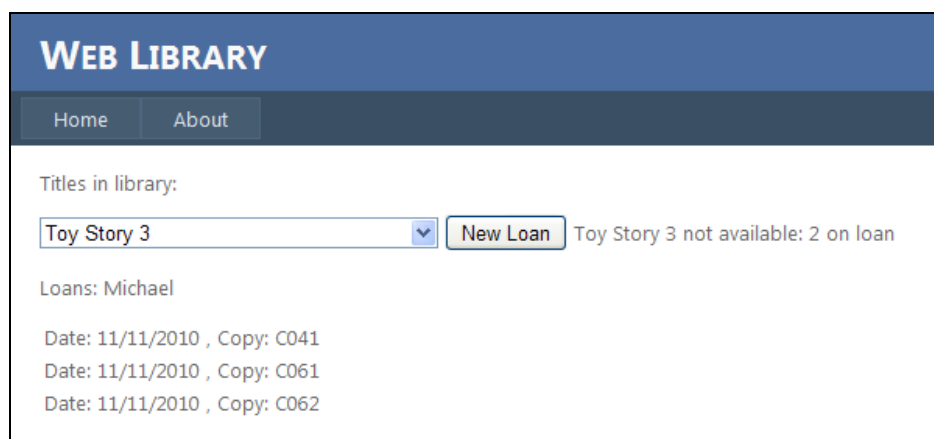 WEB LIBRARY
Home About
Titles in library:
Toy Story 3 New Loan Toy Story 3 not available: 2 on loan
Loans: Michael
Date: 11/11/2010 , Copy: C041
Date: 11/11/2010 , Copy: C061
Date: 11/11/2010 , Copy: C062